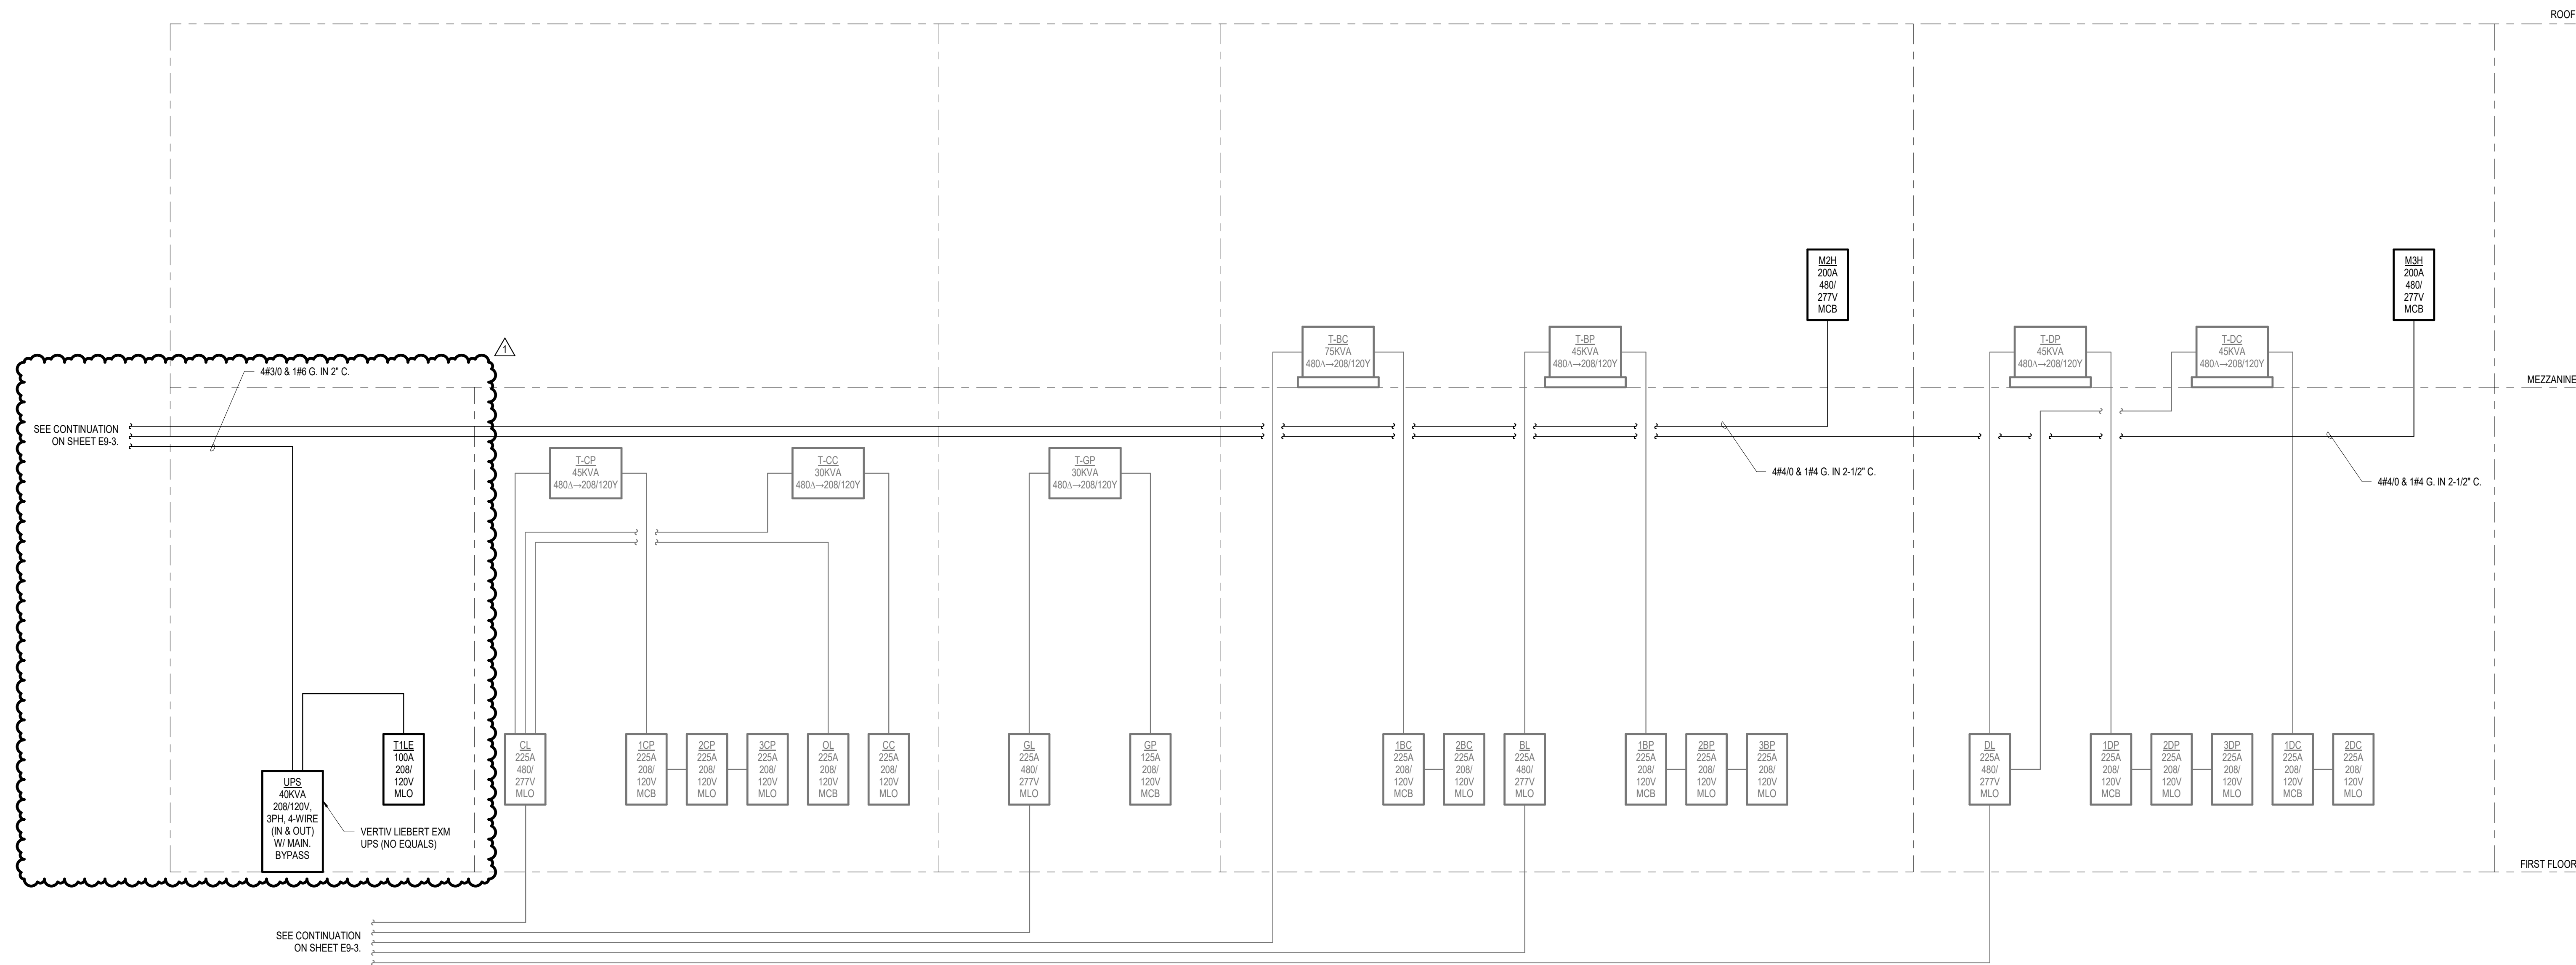 ROOF
M2H
200A
480/
277V
MCB
M3H
200A
480/
277V
MCB
1
T-BC
75KVA
480Δ→208/120Y
T-BP
45KVA
480Δ→208/120Y
T-DP
45KVA
480Δ→208/120Y
T-DC
45KVA
480Δ→208/120Y
4#3/0 & 1#6 G. IN 2" C.
MEZZANINE
SEE CONTINUATION
ON SHEET E9-3.
T-CP
45KVA
480Δ→208/120Y
T-CC
30KVA
480Δ→208/120Y
T-GP
30KVA
480Δ→208/120Y
4#4/0 & 1#4 G. IN 2-1/2" C.
4#4/0 & 1#4 G. IN 2-1/2" C.
UPS
40KVA
208/120V,
3PH, 4-WIRE
(IN & OUT)
W/ MAIN.
BYPASS
T1LE
100A
208/
120V
MLO
VERTIV LIEBERT EXM
UPS (NO EQUALS)
CL
225A
480/
277V
MLO
1CP
225A
208/
120V
MCB
2CP
225A
208/
120V
MLO
3CP
225A
208/
120V
MLO
OL
225A
208/
120V
MCB
CC
225A
208/
120V
MLO
GL
225A
480/
277V
MLO
GP
125A
208/
120V
MCB
1BC
225A
208/
120V
MCB
2BC
225A
208/
120V
MLO
BL
225A
480/
277V
MLO
1BP
225A
208/
120V
MCB
2BP
225A
208/
120V
MLO
3BP
225A
208/
120V
MLO
DL
225A
480/
277V
MLO
1DP
225A
208/
120V
MCB
2DP
225A
208/
120V
MLO
3DP
225A
208/
120V
MLO
1DC
225A
208/
120V
MCB
2DC
225A
208/
120V
MLO
FIRST FLOOR
SEE CONTINUATION
ON SHEET E9-3.